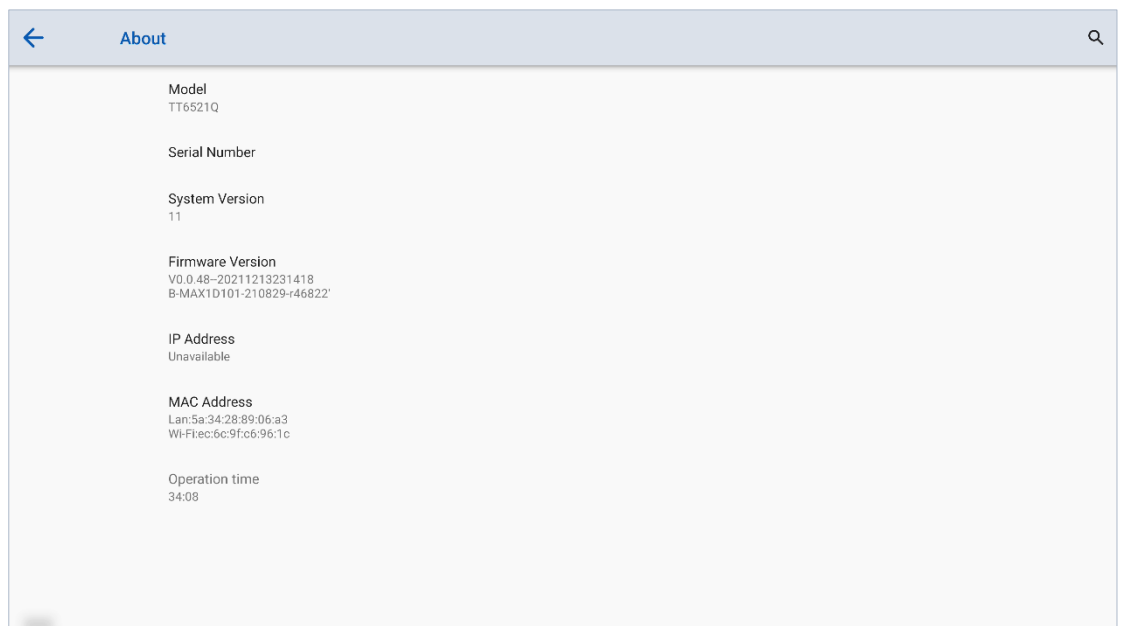 About
Model
TT6521Q
Serial Number
System Version
11
Firmware Version
V0.0.48--20211213231418
B-MAX1D101-210829-r46822'
IP Address
Unavailable
MAC Address
Lan:5a:34:28:89:06:a3
Wi-Fi:ec:6c:9f:c6:96:1c
Operation time
34:08